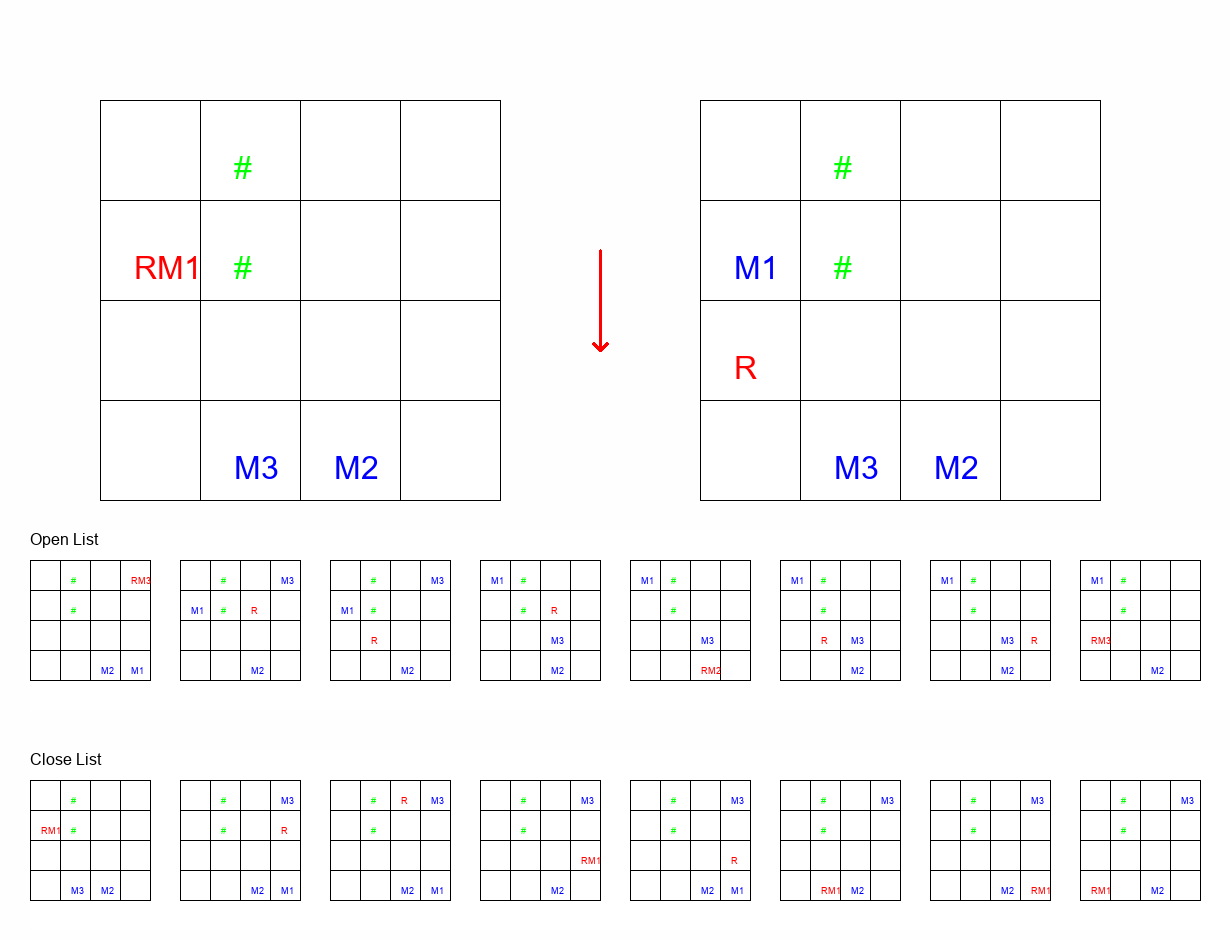 # #
RM1 # M1 #
R
M3 M2 M3 M2
Open List
# RM3 # M3 # M3 M1 # M1 # M1 # M1 # M1 #
# M1 # R M1 # # R # # # #
R M3 M3 R M3 M3 R RM3
M2 M1 M2 M2 M2 RM2 M2 M2 M2
Close List
# # M3 # R M3 # M3 # M3 # M3 # M3 # M3
RM1 # # R # # # # # #
RM1 R
M3 M2 M2 M1 M2 M1 M2 M2 M1 RM1 M2 M2 RM1 RM1 M2